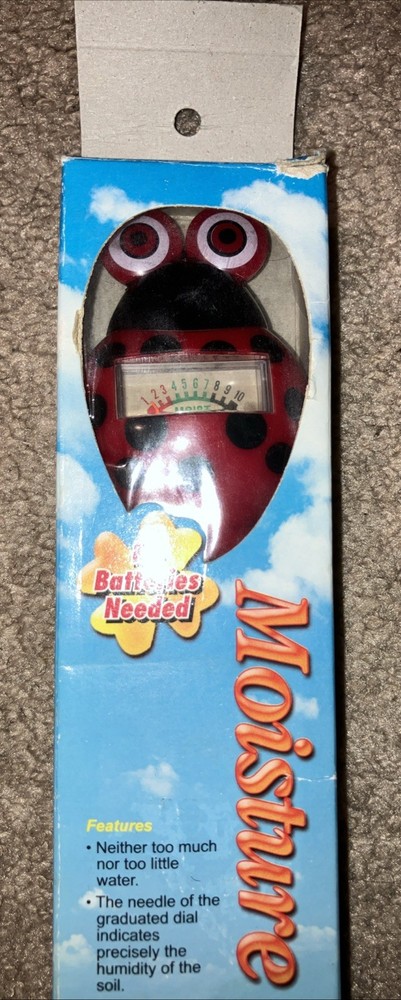 1 2 3 4 5 6 7 8 9 10
MOIST
Batteries
Needed
Moisture
Features
• Neither too much
nor too little
water.
• The needle of the
graduated dial
indicates
precisely the
humidity of the
soil.